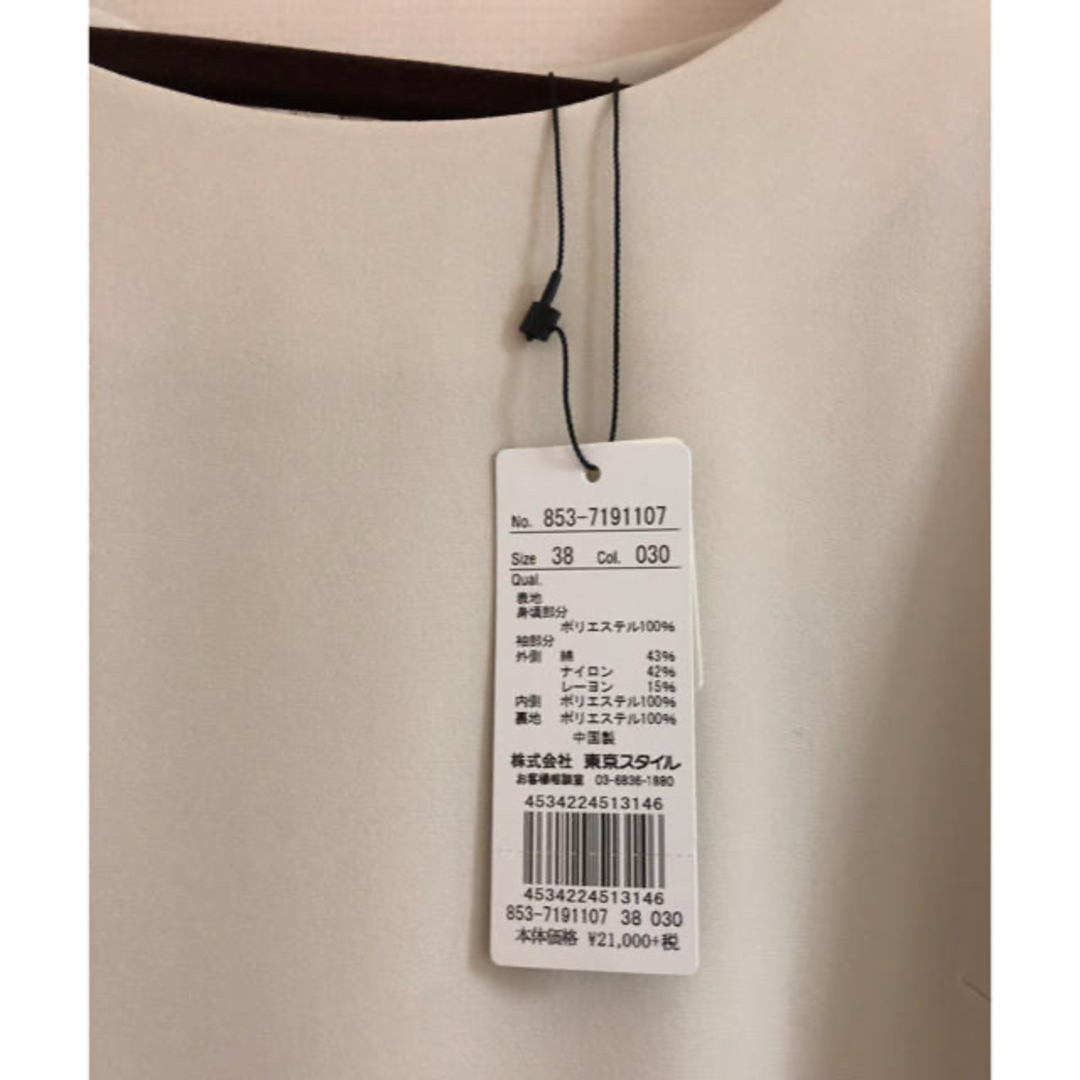 No. 853-7191107
Size 38 Col. 030
Qual.
表地
身頃部分
ポリエステル100%
袖部分
外側 綿 43%
ナイロン 42%
レーヨン 15%
内側 ポリエステル100%
裏地 ポリエステル100%
中国製
株式会社 東京スタイル
お客様相談室 03-6836-1880
4534224513146
4534224513146
853-7191107 38 030
本体価格 ¥21,000+税